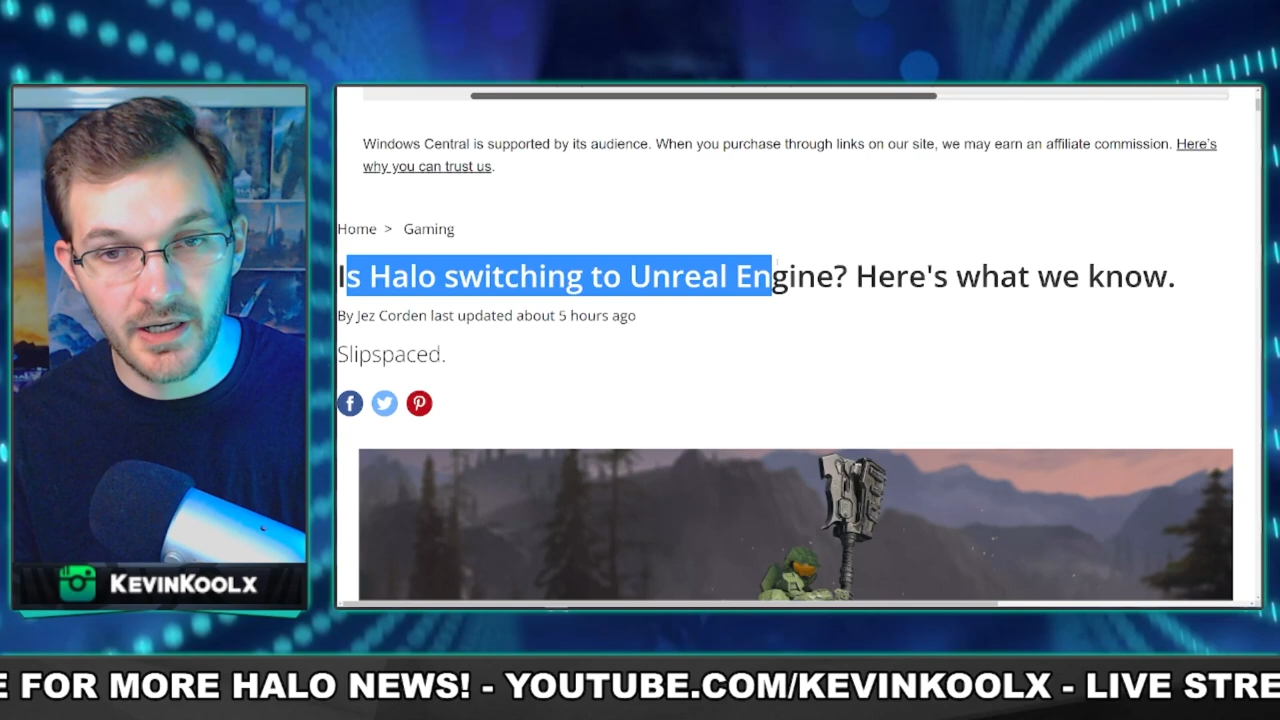 Windows Central is supported by its audience. When you purchase through links on our site, we may earn an affiliate commission. Here's
why you can trust us.
Home > Gaming
Is Halo switching to Unreal Engine? Here's what we know.
By Jez Corden last updated about 5 hours ago
Slipspaced.
KEVINKOOLX
E FOR MORE HALO NEWS! - YOUTUBE.COM/KEVINKOOLX - LIVE STRE